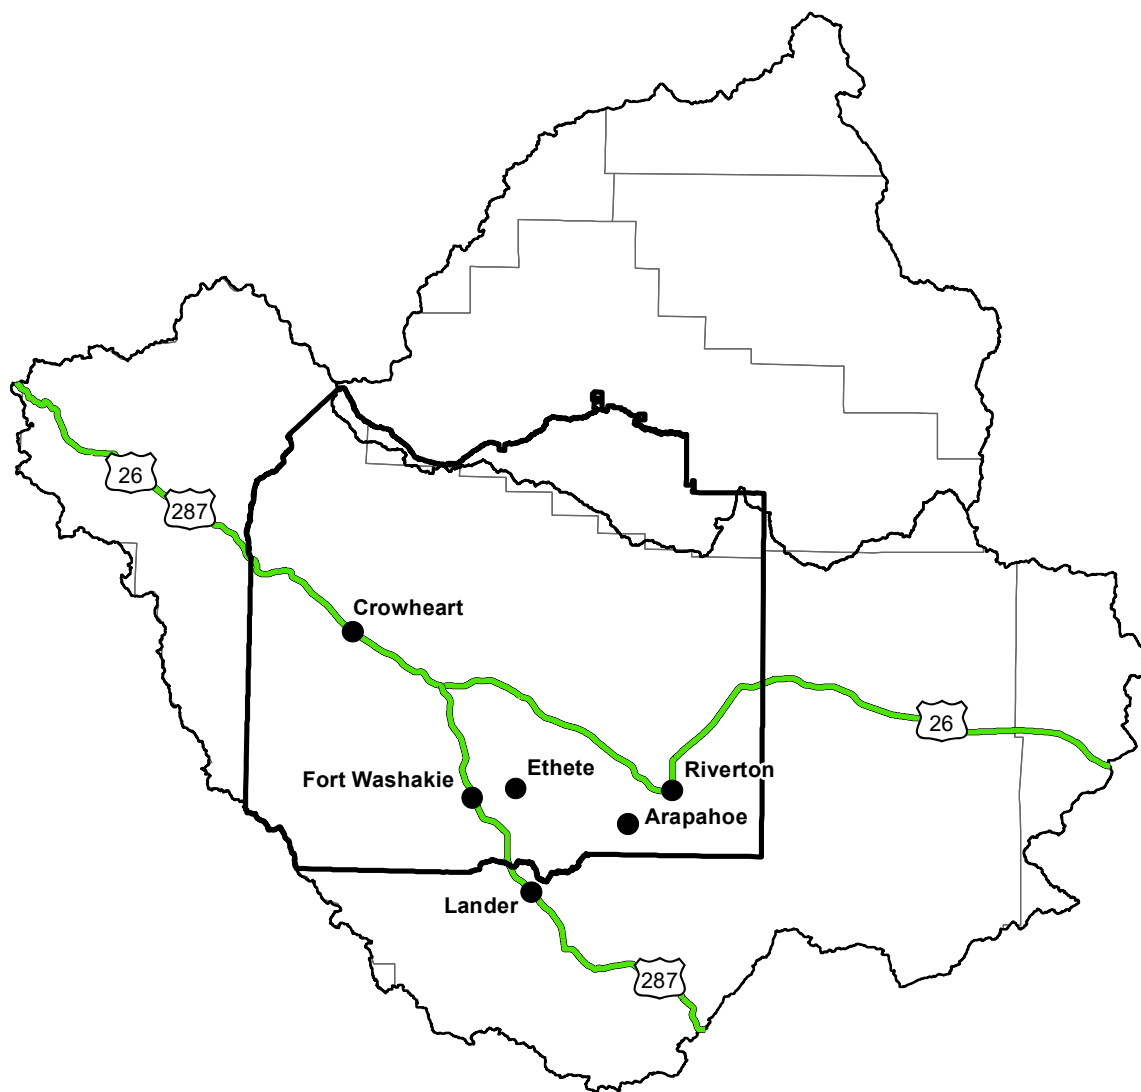 26
287
Crowheart
Ethete
Fort Washakie
Riverton
Arapahoe
26
Lander
287